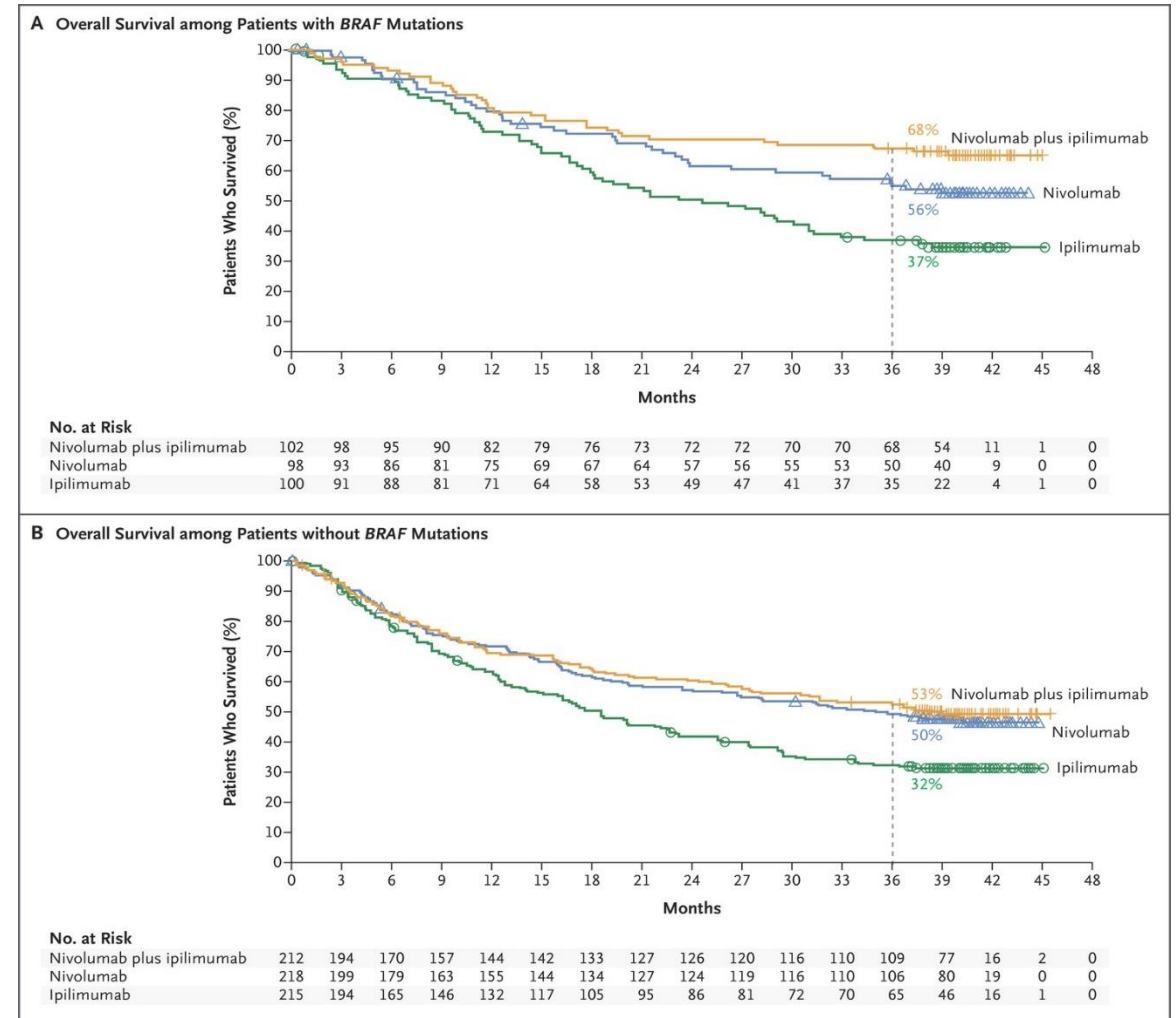 A Overall Survival among Patients with BRAF Mutations
100
90
80
70
60
50
40
30
20
10
0
Patients Who Survived (%)
68%
Nivolumab plus ipilimumab
Nivolumab
56%
Ipilimumab
37%
0 3 6 9 12 15 18 21 24 27 30 33 36 39 42 45 48
Months
No. at Risk
Nivolumab plus ipilimumab 102 98 95 90 82 79 76 73 72 72 70 70 68 54 11 1 0
Nivolumab 98 93 86 81 75 69 67 64 57 56 55 53 50 40 9 0 0
Ipilimumab 100 91 88 81 71 64 58 53 49 47 41 37 35 22 4 1 0
B Overall Survival among Patients without BRAF Mutations
100
90
80
70
60
50
40
30
20
10
0
Patients Who Survived (%)
53% Nivolumab plus ipilimumab
50% Nivolumab
Ipilimumab
32%
0 3 6 9 12 15 18 21 24 27 30 33 36 39 42 45 48
Months
No. at Risk
Nivolumab plus ipilimumab 212 194 170 157 144 142 133 127 126 120 116 110 109 77 16 2 0
Nivolumab 218 199 179 163 155 144 134 127 124 119 116 110 106 80 19 0 0
Ipilimumab 215 194 165 146 132 117 105 95 86 81 72 70 65 46 16 1 0